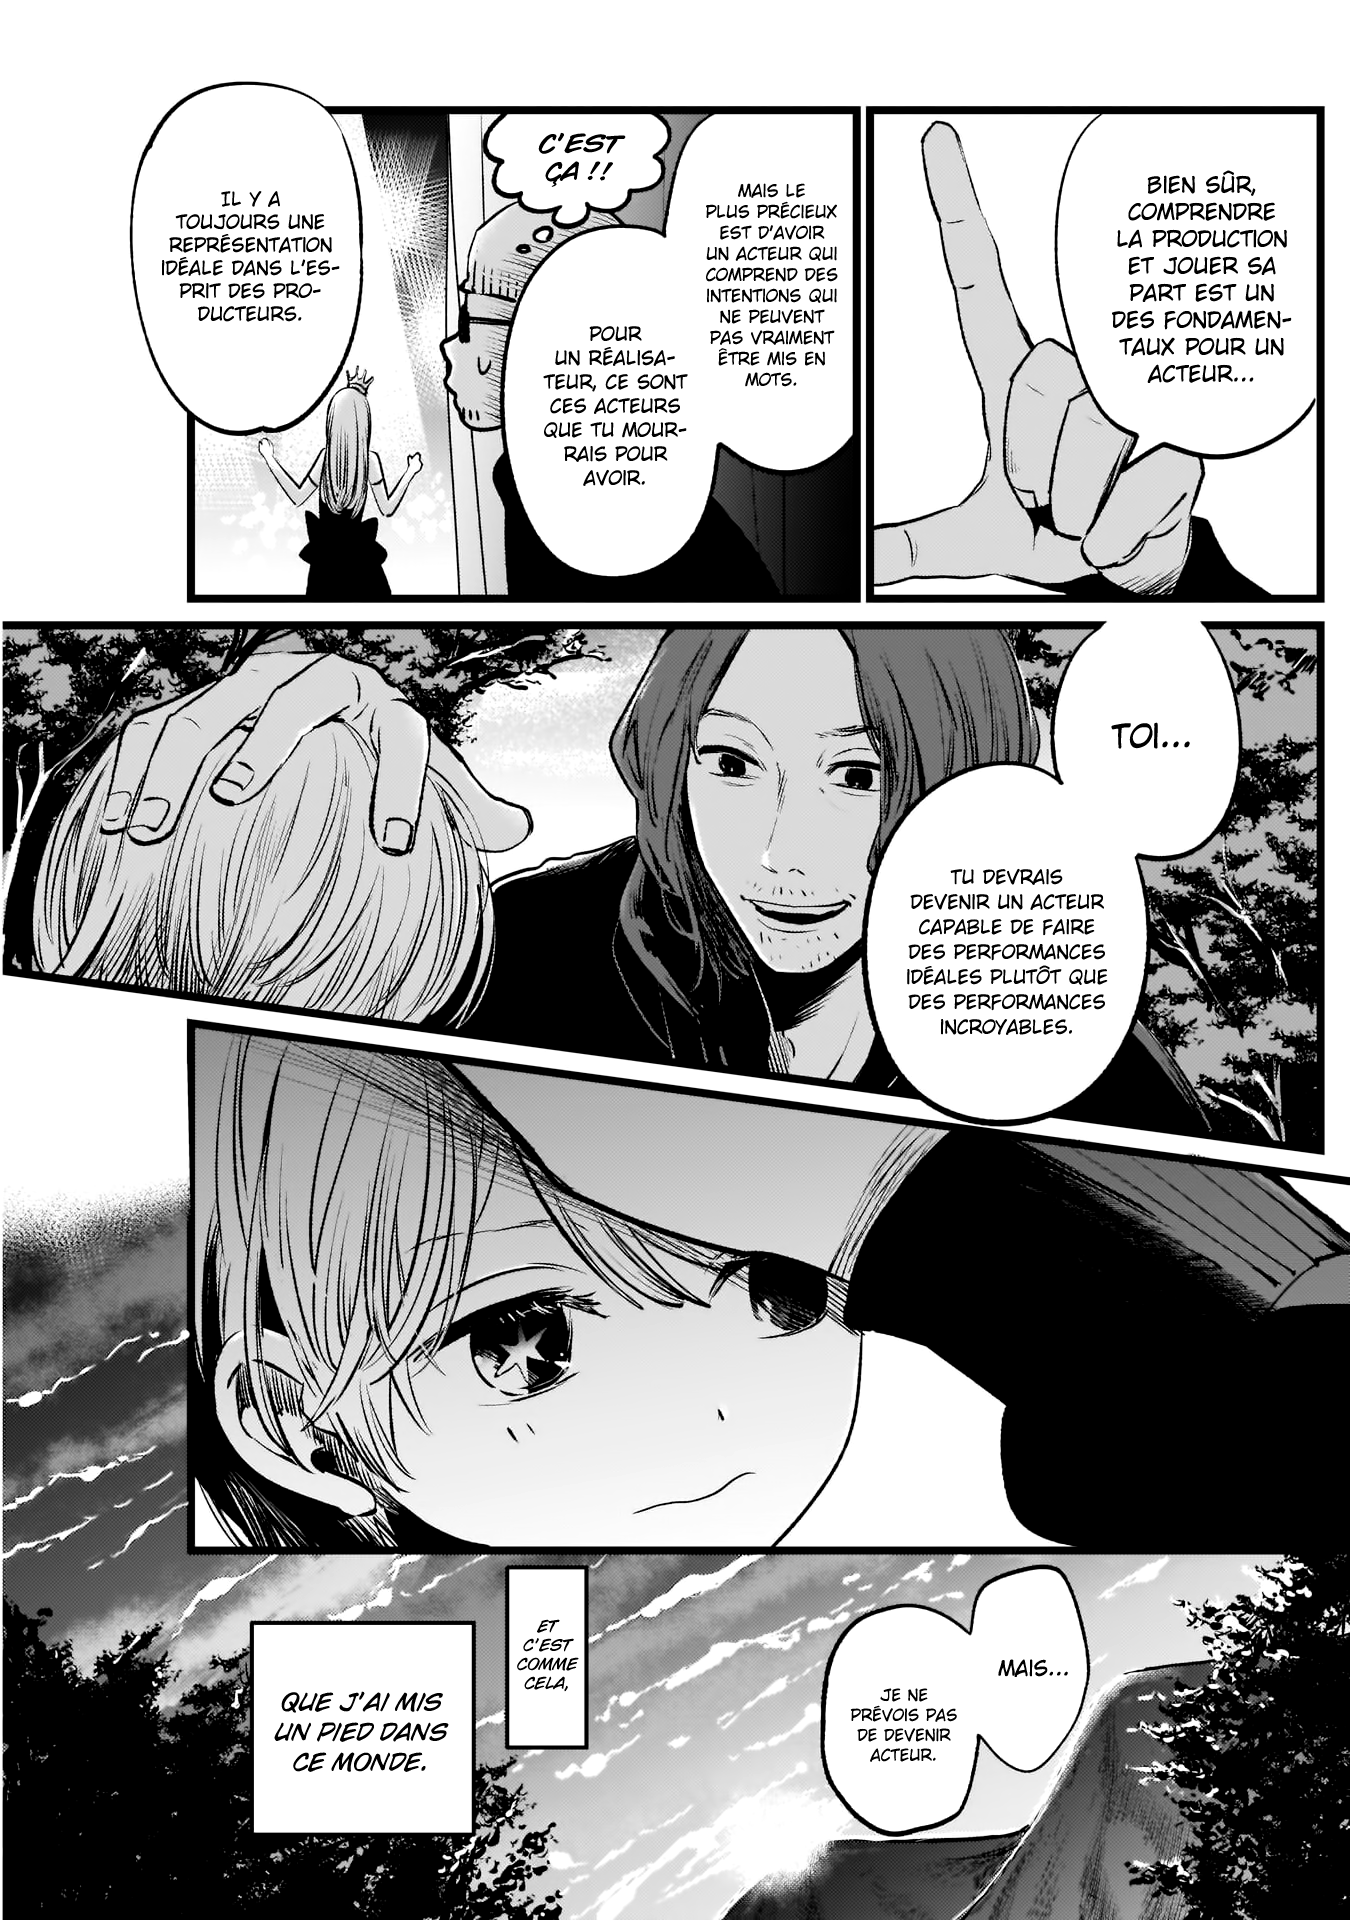 BIEN SÛR,
COMPRENDRE
LA PRODUCTION
ET JOUER SA
PART EST UN
DES FONDAMEN-
TAUX POUR UN
ACTEUR...
MAIS LE
PLUS PRÉCIEUX
EST D'AVOIR
UN ACTEUR QUI
COMPREND DES
INTENTIONS QUI
NE PEUVENT
PAS VRAIMENT
ÊTRE MIS EN
MOTS.
C'EST
ÇA !!
POUR
UN RÉALISA-
TEUR, CE SONT
CES ACTEURS
QUE TU MOUR-
RAIS POUR
AVOIR.
IL Y A
TOUJOURS UNE
REPRÉSENTATION
IDÉALE DANS L'ES-
PRIT DES PRO-
DUCTEURS.
TOI...
TU DEVRAIS
DEVENIR UN ACTEUR
CAPABLE DE FAIRE
DES PERFORMANCES
IDÉALES PLUTÔT QUE
DES PERFORMANCES
INCROYABLES.
MAIS...
JE NE
PRÉVOIS PAS
DE DEVENIR
ACTEUR.
ET
C'EST
COMME
CELA,
QUE J'AI MIS
UN PIED DANS
CE MONDE.